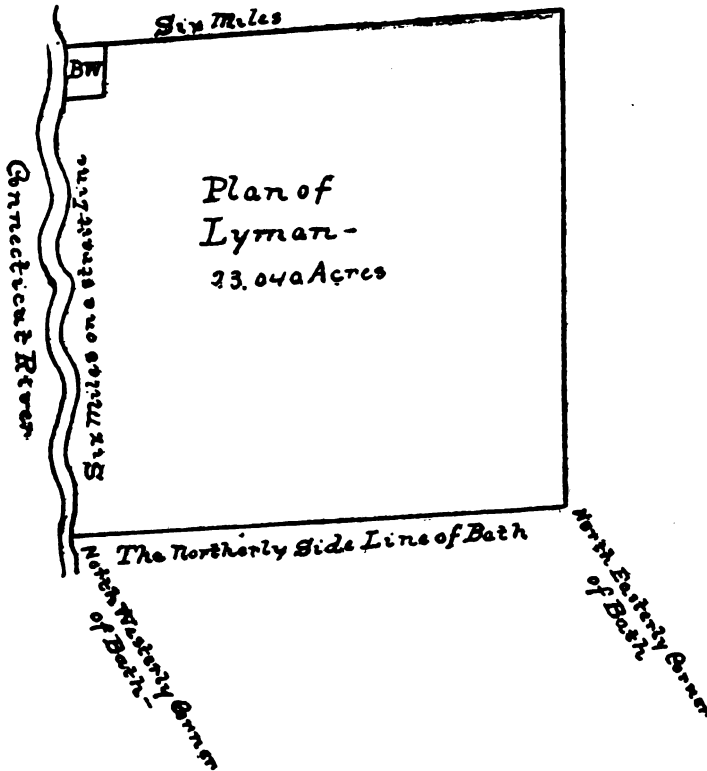 Six Miles
BW
Connecticut River
Six Miles on a strait Line
Plan of
Lyman-
23.040 Acres
The Northerly Side Line of Bath
North Westerly Corner
of Bath-
North Easterly Corner
of Bath